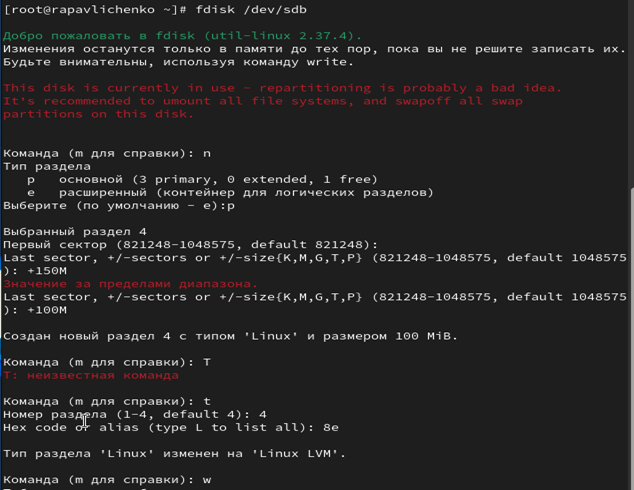 [root@rapavlichenko ~]# fdisk /dev/sdb
Добро пожаловать в fdisk (util-linux 2.37.4).
Изменения останутся только в памяти до тех пор, пока вы не решите записать их.
Будьте внимательны, используя команду write.
This disk is currently in use - repartitioning is probably a bad idea.
It's recommended to umount all file systems, and swapoff all swap
partitions on this disk.
Команда (m для справки): n
Тип раздела
p основной (3 primary, 0 extended, 1 free)
e расширенный (контейнер для логических разделов)
Выберите (по умолчанию - e):p
Выбранный раздел 4
Первый сектор (821248-1048575, default 821248):
Last sector, +/-sectors or +/-size{K,M,G,T,P} (821248-1048575, default 1048575
): +150M
Значение за пределами диапазона.
Last sector, +/-sectors or +/-size{K,M,G,T,P} (821248-1048575, default 1048575
): +100M
Создан новый раздел 4 с типом 'Linux' и размером 100 MiB.
Команда (m для справки): T
T: неизвестная команда
Команда (m для справки): t
Номер раздела (1-4, default 4): 4
Hex code or alias (type L to list all): 8e
Тип раздела 'Linux' изменен на 'Linux LVM'.
Команда (m для справки): w